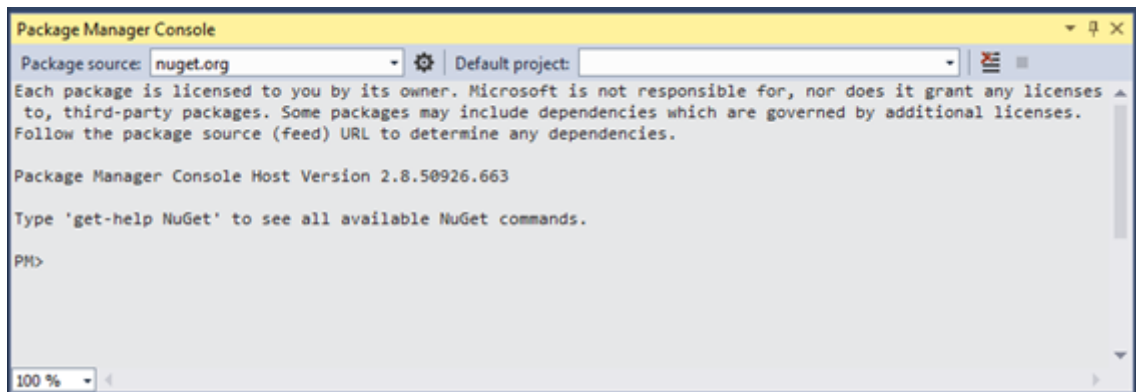 Package Manager Console
Package source: nuget.org Default project:
Each package is licensed to you by its owner. Microsoft is not responsible for, nor does it grant any licenses
to, third-party packages. Some packages may include dependencies which are governed by additional licenses.
Follow the package source (feed) URL to determine any dependencies.
Package Manager Console Host Version 2.8.50926.663
Type 'get-help NuGet' to see all available NuGet commands.
PM>
100 %